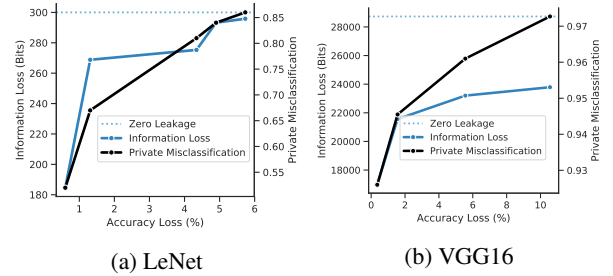 300
280
260
240
220
200
180
Information Loss (Bits)
0.85
0.80
0.75
0.70
0.65
0.60
0.55
Private Misclassification
Zero Leakage
Information Loss
Private Misclassification
1 2 3 4 5 6
Accuracy Loss (%)
(a) LeNet
28000
26000
24000
22000
20000
18000
Information Loss (Bits)
0.97
0.96
0.95
0.94
0.93
Private Misclassification
Zero Leakage
Information Loss
Private Misclassification
0 2 4 6 8 10
Accuracy Loss (%)
(b) VGG16